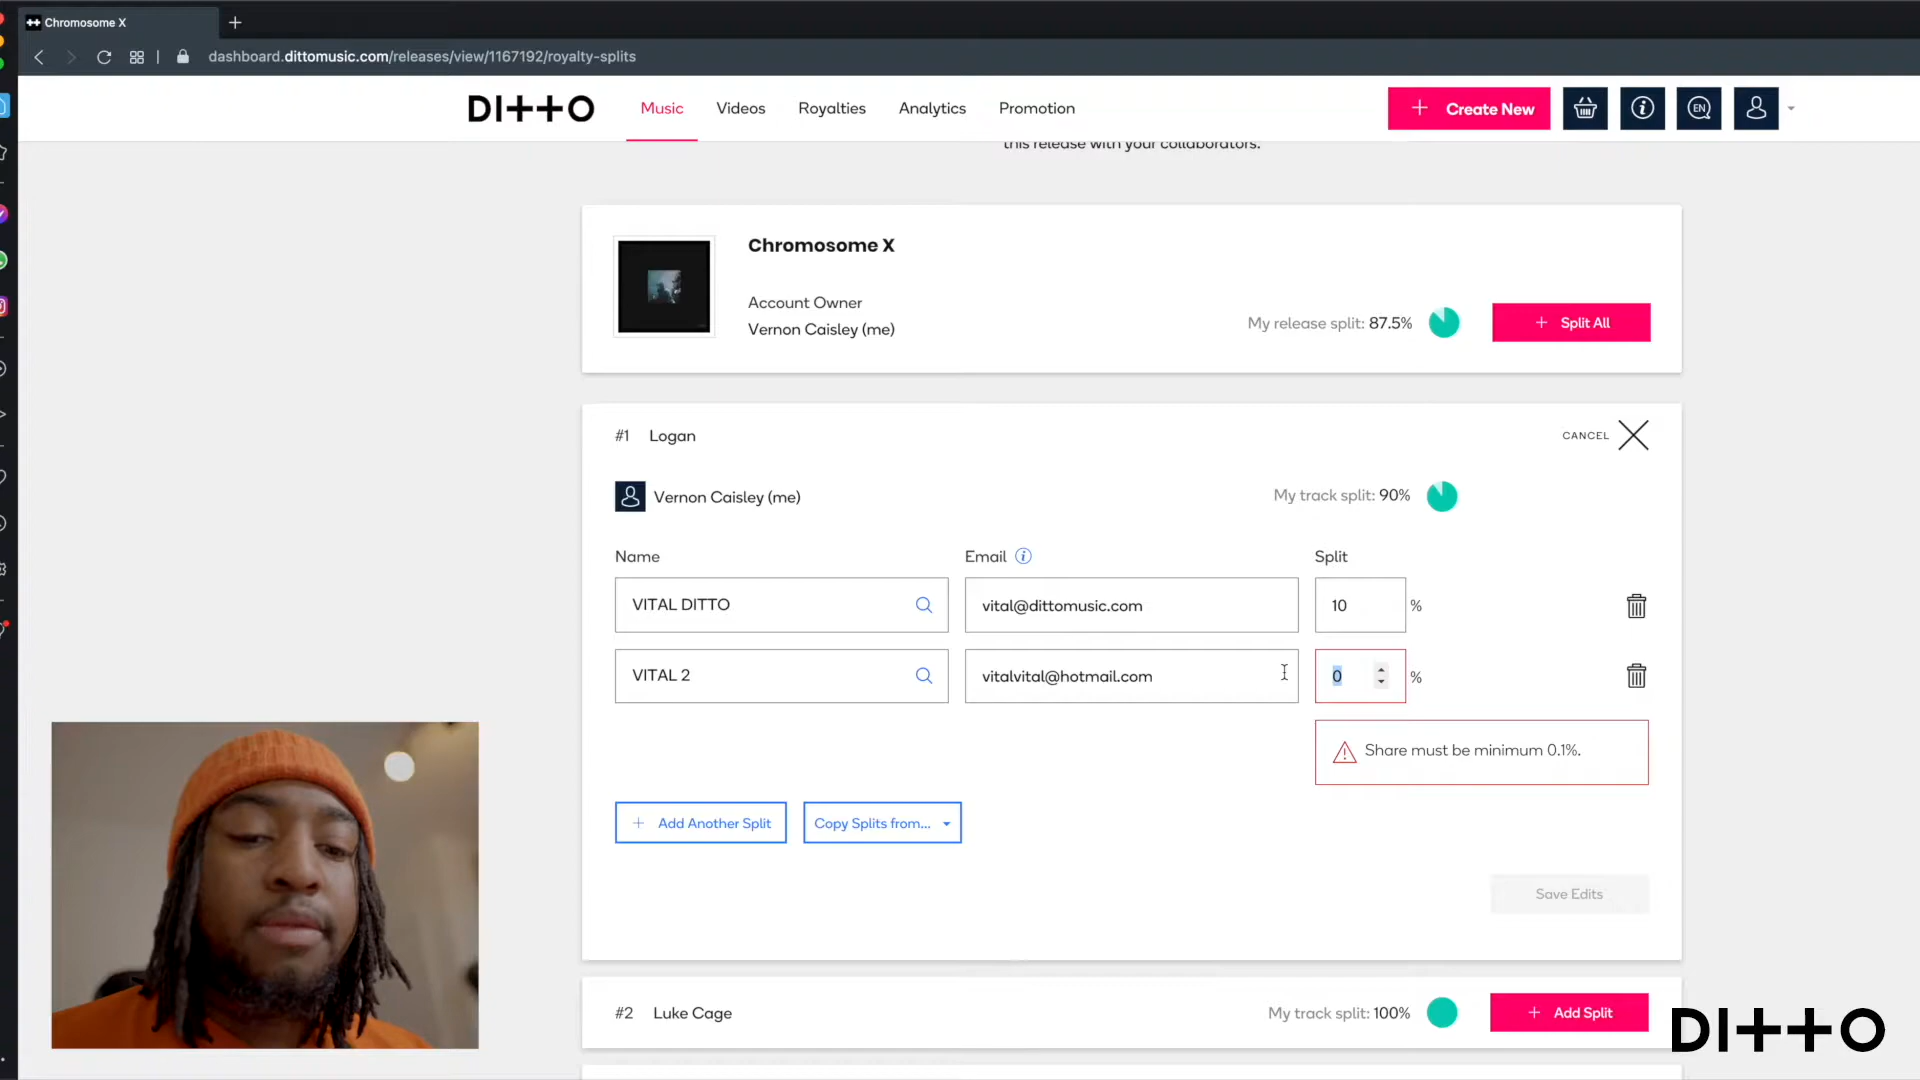 Chromosome X
dashboard.dittomusic.com/releases/view/1167192/royalty-splits
DITTO
Music
Videos
Royalties
Analytics
Promotion
Create New
EN
this release with your collaborators.
Chromosome X
Account Owner
Vernon Caisley (me)
My release split: 87.5%
Split All
#1 Logan
CANCEL
Vernon Caisley (me)
My track split: 90%
Name
Email
Split
VITAL DITTO
vital@dittomusic.com
10 %
VITAL 2
vitalvital@hotmail.com
0 %
Share must be minimum 0.1%.
Add Another Split
Copy Splits from...
Save Edits
#2 Luke Cage
My track split: 100%
Add Split
DITTO